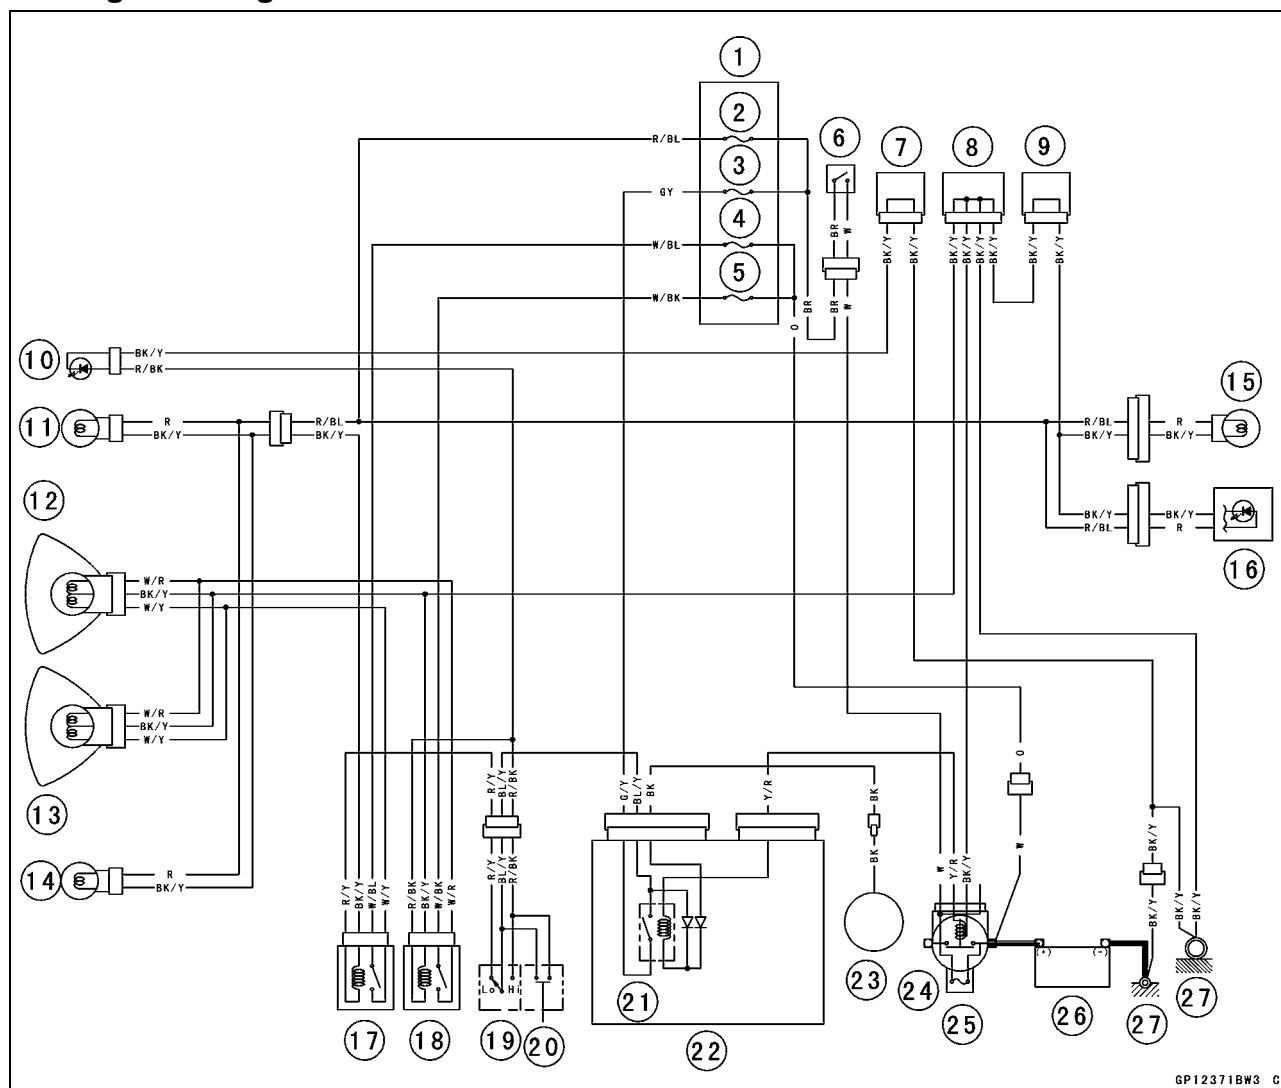 1
2
3
4
5
6
7
8
9
R/BL
GY
W/BL
W/BK
BR
W
BR
W
BR
O
BK/Y
BK/Y
BK/Y
BK/Y
BK/Y
BK/Y
BK/Y
BK/Y
10
BK/Y
R/BK
11
R
BK/Y
R/BL
BK/Y
R/BL
BK/Y
R
BK/Y
15
12
W/R
BK/Y
W/Y
BK/Y
R/BL
BK/Y
R
16
W/R
BK/Y
W/Y
13
14
R
BK/Y
R/Y
BL/Y
R/BK
G/Y
BL/Y
BK
Y/R
BK
BK
O
W
BK/Y
BK/Y
BK/Y
BK/Y
R/Y
BK/Y
W/BL
W/Y
R/BK
BK/Y
W/BK
W/R
R/Y
BL/Y
R/BK
W
Y/R
BK/Y
L
H
(+)
(-)
17
18
19
20
21
22
23
24
25
26
27
27
GP12371BW3 C